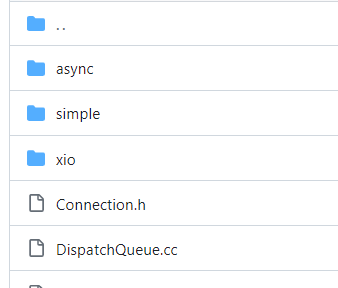 ..
async
simple
xio
Connection.h
DispatchQueue.cc